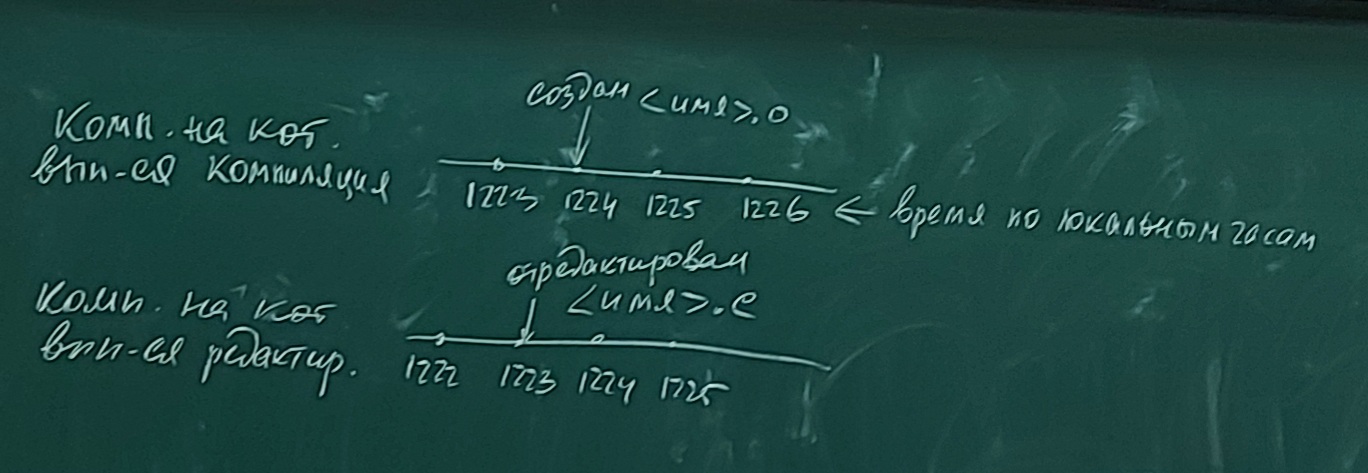 создан <имя>.о
Комп. на кот.
вып-ся компиляция
1223 1224 1225 1226 ← время по локальным часам
отредактирован
<имя>.c
Комп. на кот
вып-ся редактир.
1222 1223 1224 1225